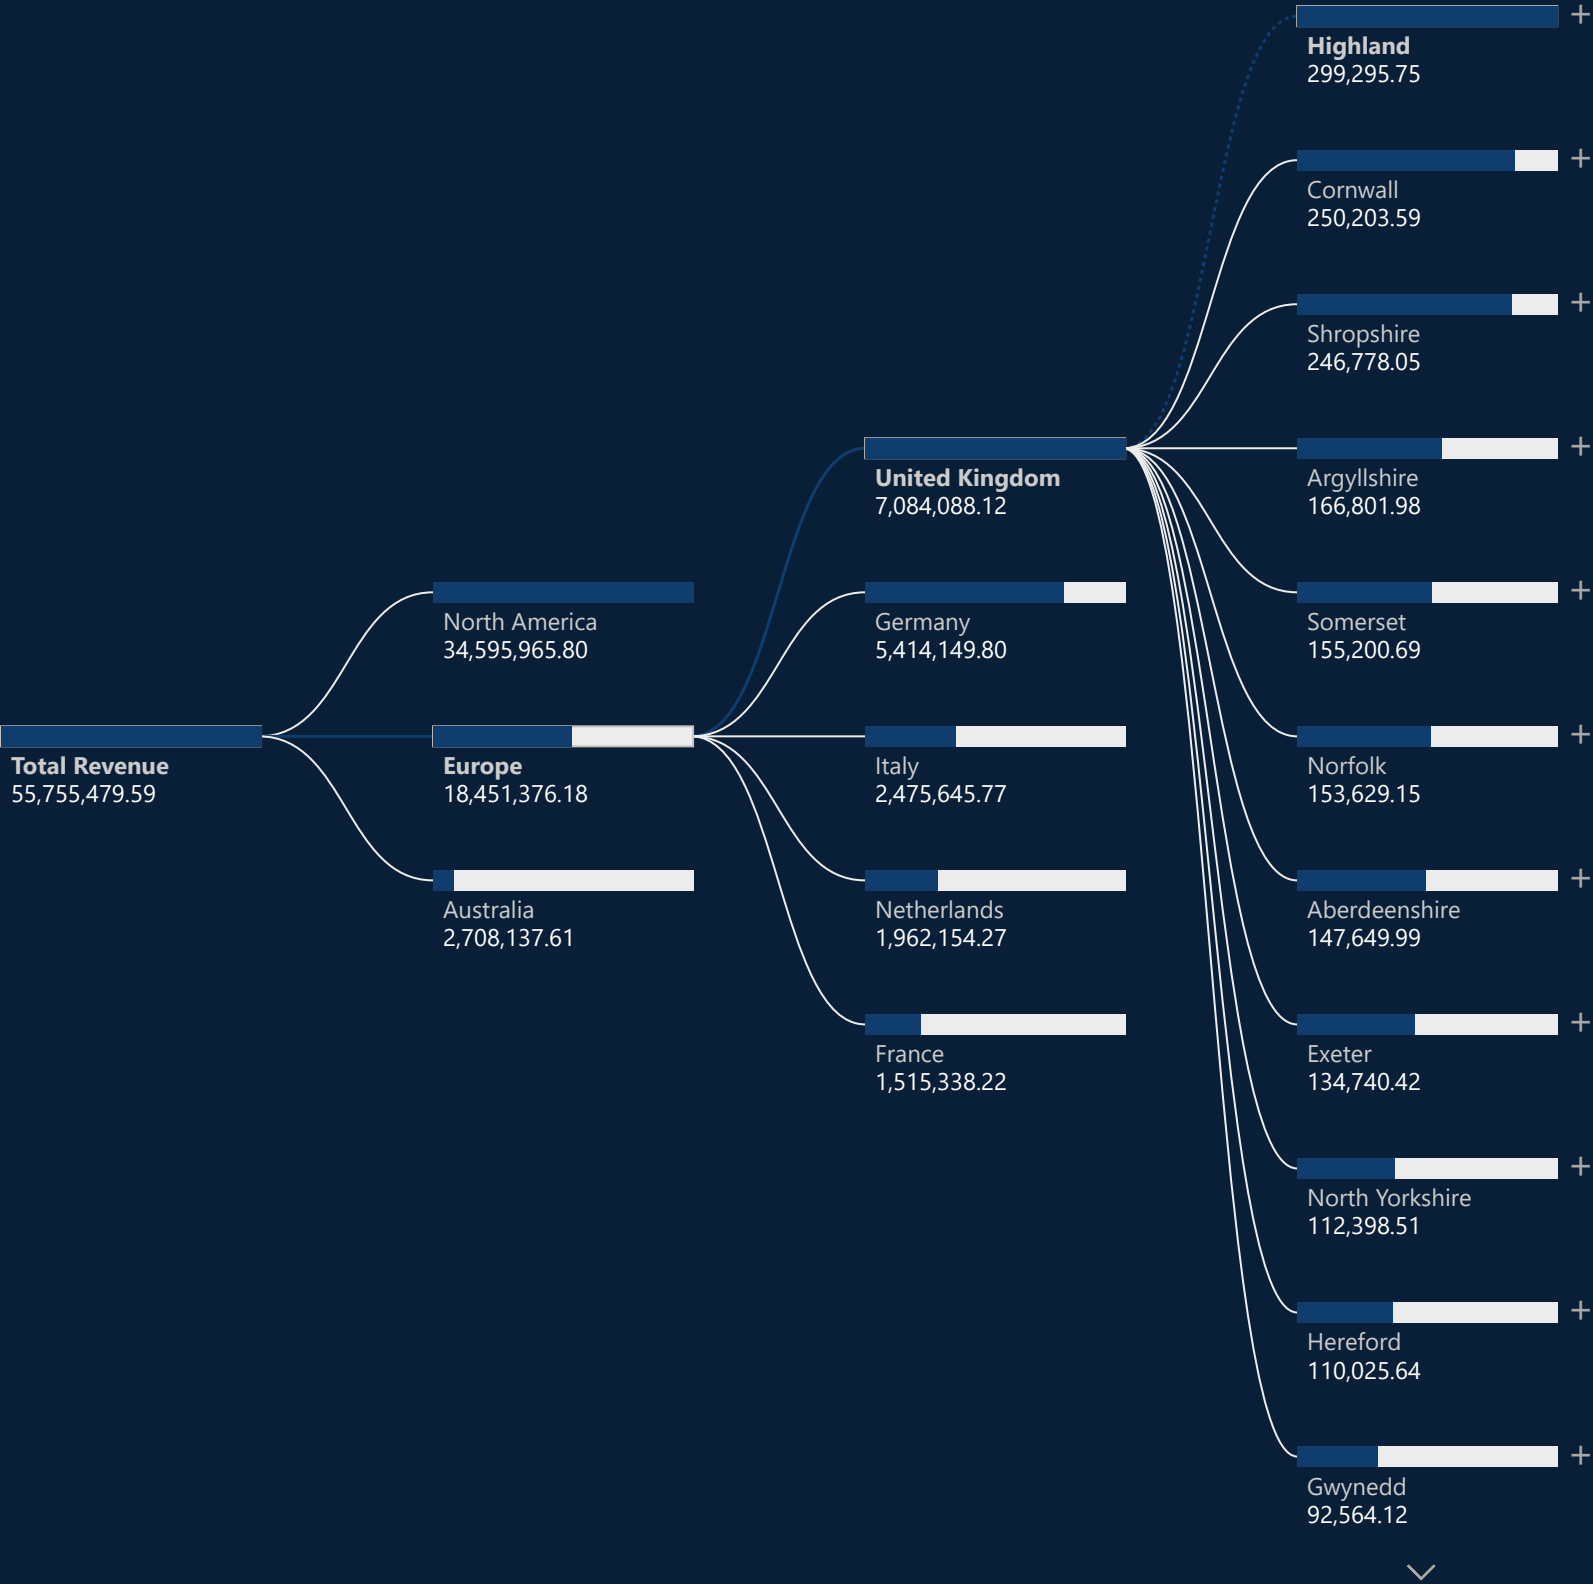 Total Revenue
55,755,479.59
North America
34,595,965.80
Europe
18,451,376.18
Australia
2,708,137.61
United Kingdom
7,084,088.12
Germany
5,414,149.80
Italy
2,475,645.77
Netherlands
1,962,154.27
France
1,515,338.22
Highland
299,295.75
Cornwall
250,203.59
Shropshire
246,778.05
Argyllshire
166,801.98
Somerset
155,200.69
Norfolk
153,629.15
Aberdeenshire
147,649.99
Exeter
134,740.42
North Yorkshire
112,398.51
Hereford
110,025.64
Gwynedd
92,564.12